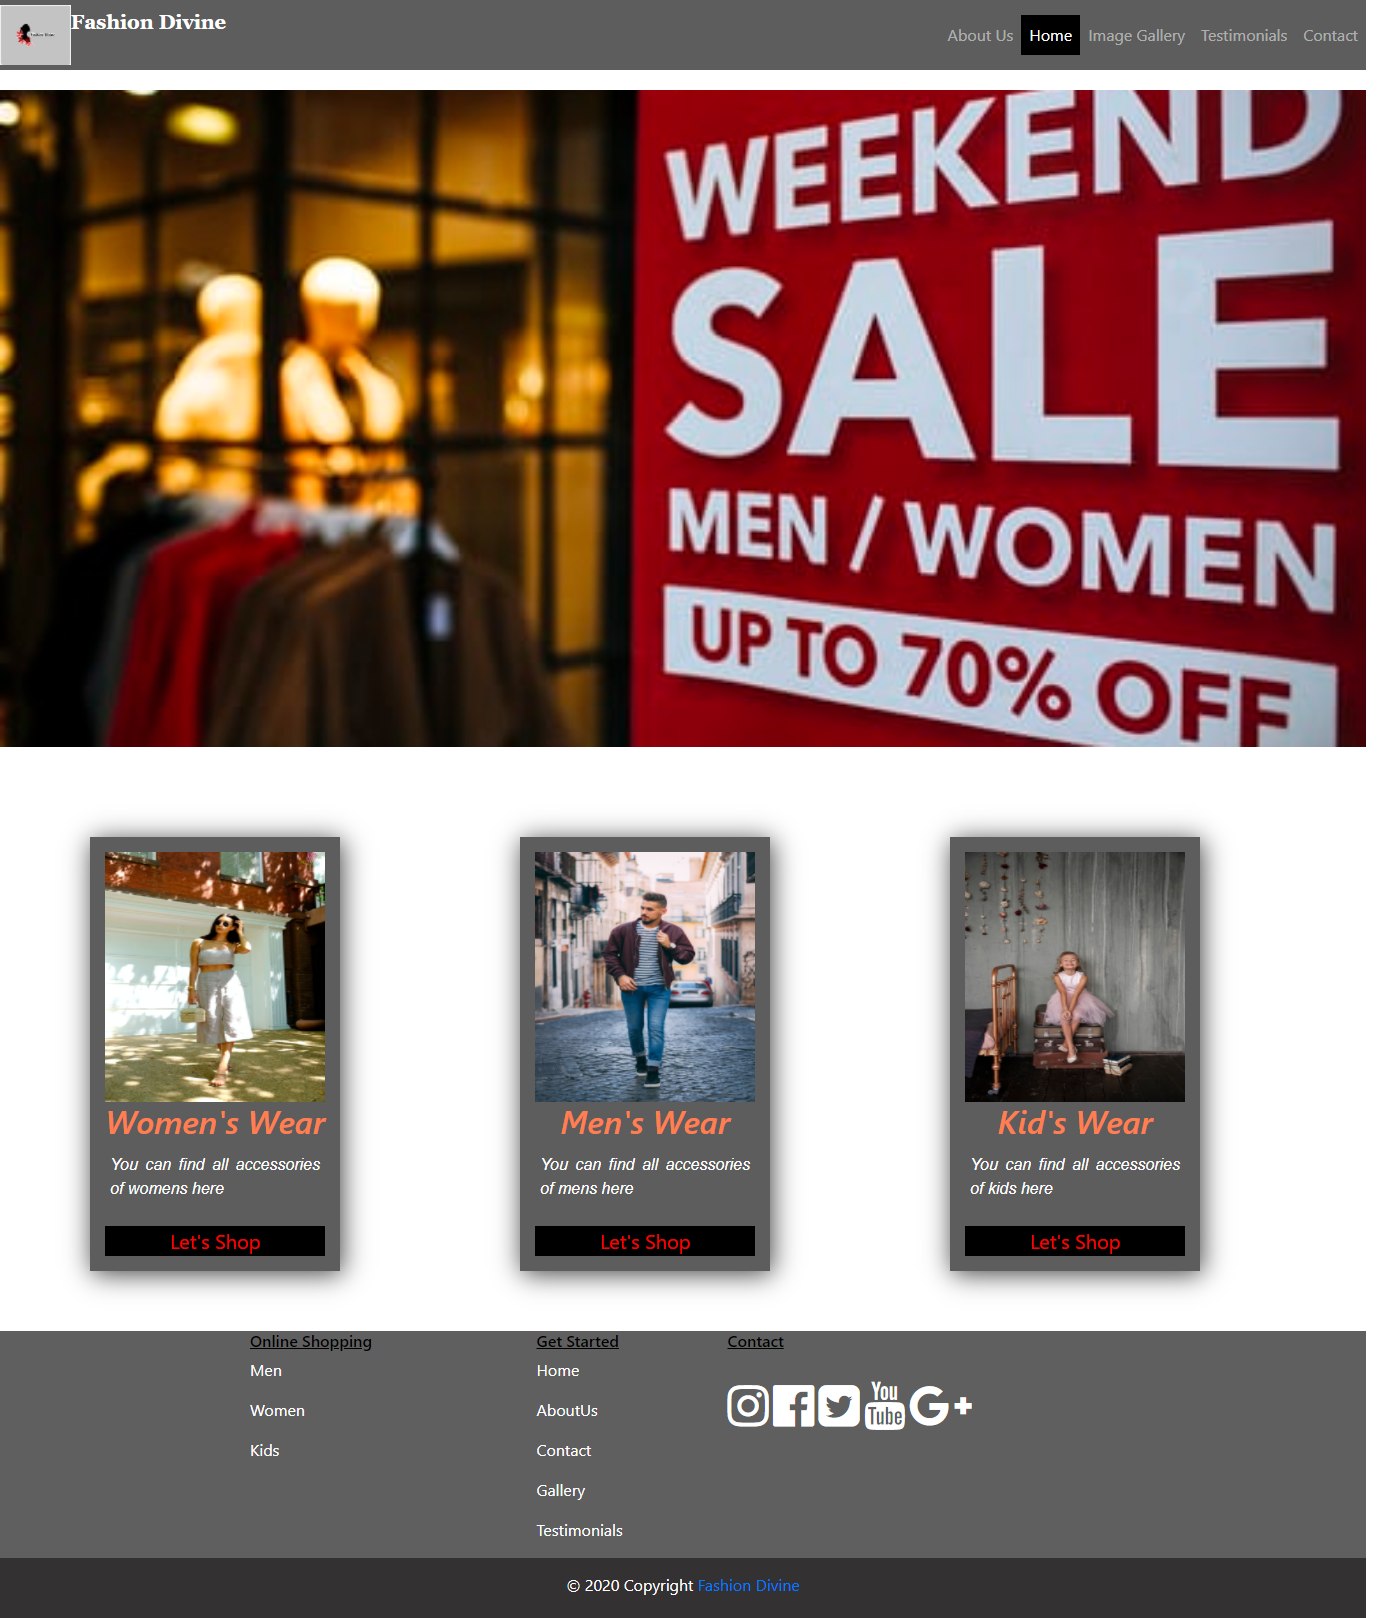 Fashion Divine
About Us Home Image Gallery Testimonials Contact
WEEKEND
SALE
MEN / WOMEN
UP TO 70% OFF
Women's Wear
You can find all accessories
of womens here
Let's Shop
Men's Wear
You can find all accessories
of mens here
Let's Shop
Kid's Wear
You can find all accessories
of kids here
Let's Shop
Online Shopping
Men
Women
Kids
Get Started
Home
AboutUs
Contact
Gallery
Testimonials
Contact
You
Tube
G+
© 2020 Copyright Fashion Divine